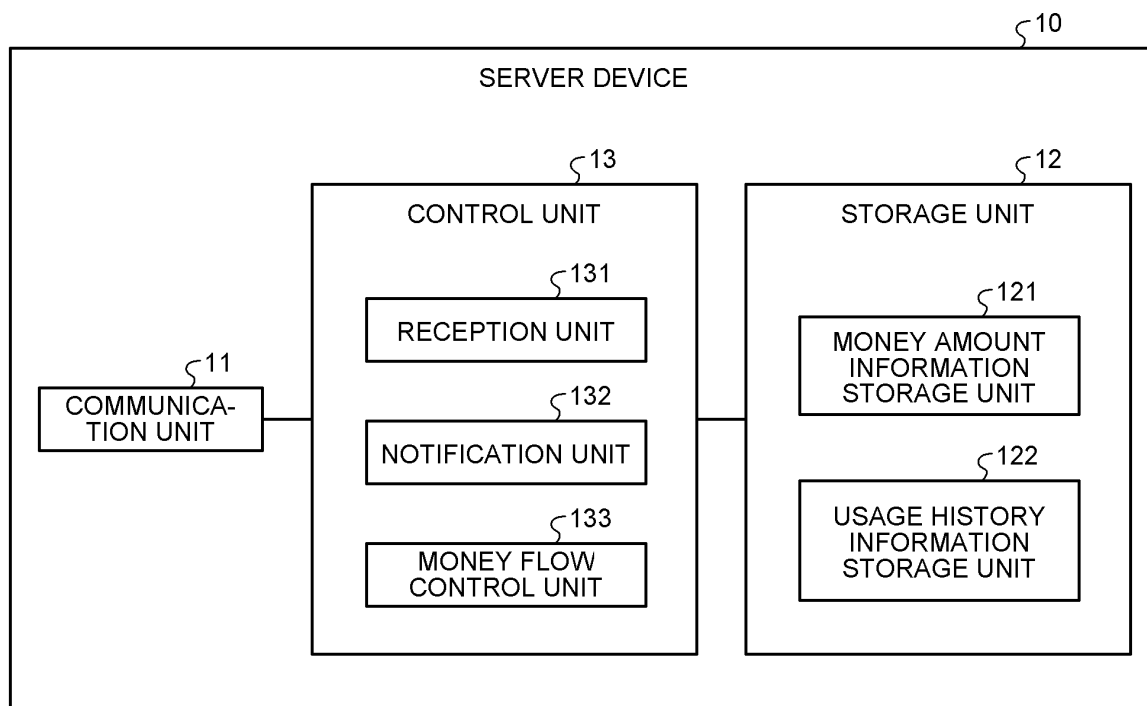 10
SERVER DEVICE
13
CONTROL UNIT
131
RECEPTION UNIT
132
NOTIFICATION UNIT
133
MONEY FLOW
CONTROL UNIT
11
COMMUNICA-
TION UNIT
12
STORAGE UNIT
121
MONEY AMOUNT
INFORMATION
STORAGE UNIT
122
USAGE HISTORY
INFORMATION
STORAGE UNIT